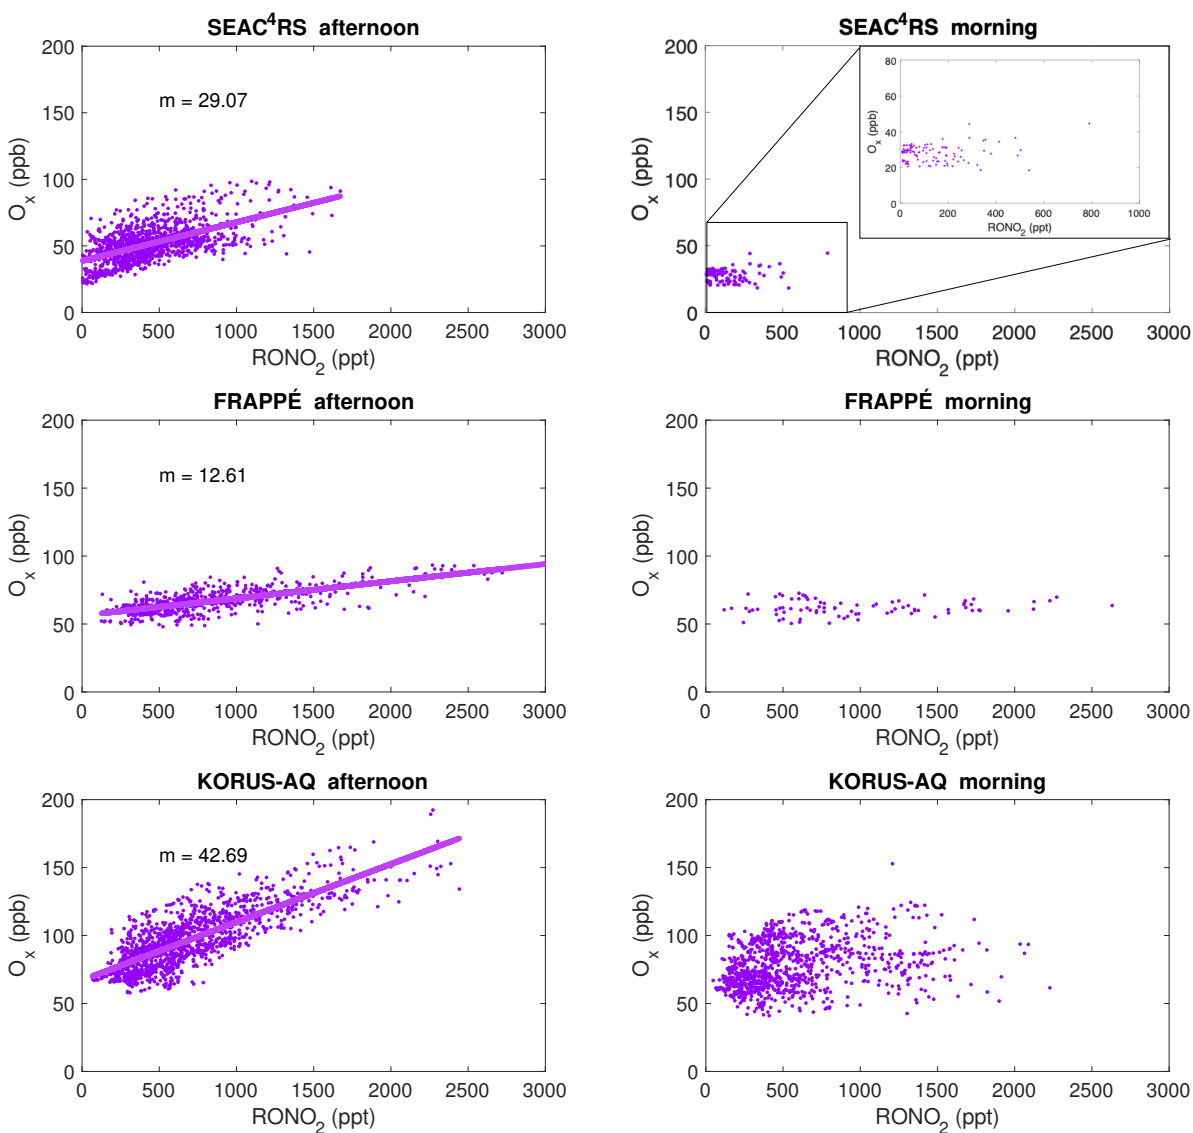 SEAC⁴RS afternoon
200
150
100
50
0
0 500 1000 1500 2000 2500 3000
Oₓ (ppb)
RONO₂ (ppt)
m = 29.07
SEAC⁴RS morning
200
150
100
50
0
0 500 1000 1500 2000 2500 3000
Oₓ (ppb)
RONO₂ (ppt)
80
60
40
20
0
0 200 400 600 800 1000
Oₓ (ppb)
RONO₂ (ppt)
FRAPPÉ afternoon
200
150
100
50
0
0 500 1000 1500 2000 2500 3000
Oₓ (ppb)
RONO₂ (ppt)
m = 12.61
FRAPPÉ morning
200
150
100
50
0
0 500 1000 1500 2000 2500 3000
Oₓ (ppb)
RONO₂ (ppt)
KORUS-AQ afternoon
200
150
100
50
0
0 500 1000 1500 2000 2500 3000
Oₓ (ppb)
RONO₂ (ppt)
m = 42.69
KORUS-AQ morning
200
150
100
50
0
0 500 1000 1500 2000 2500 3000
Oₓ (ppb)
RONO₂ (ppt)